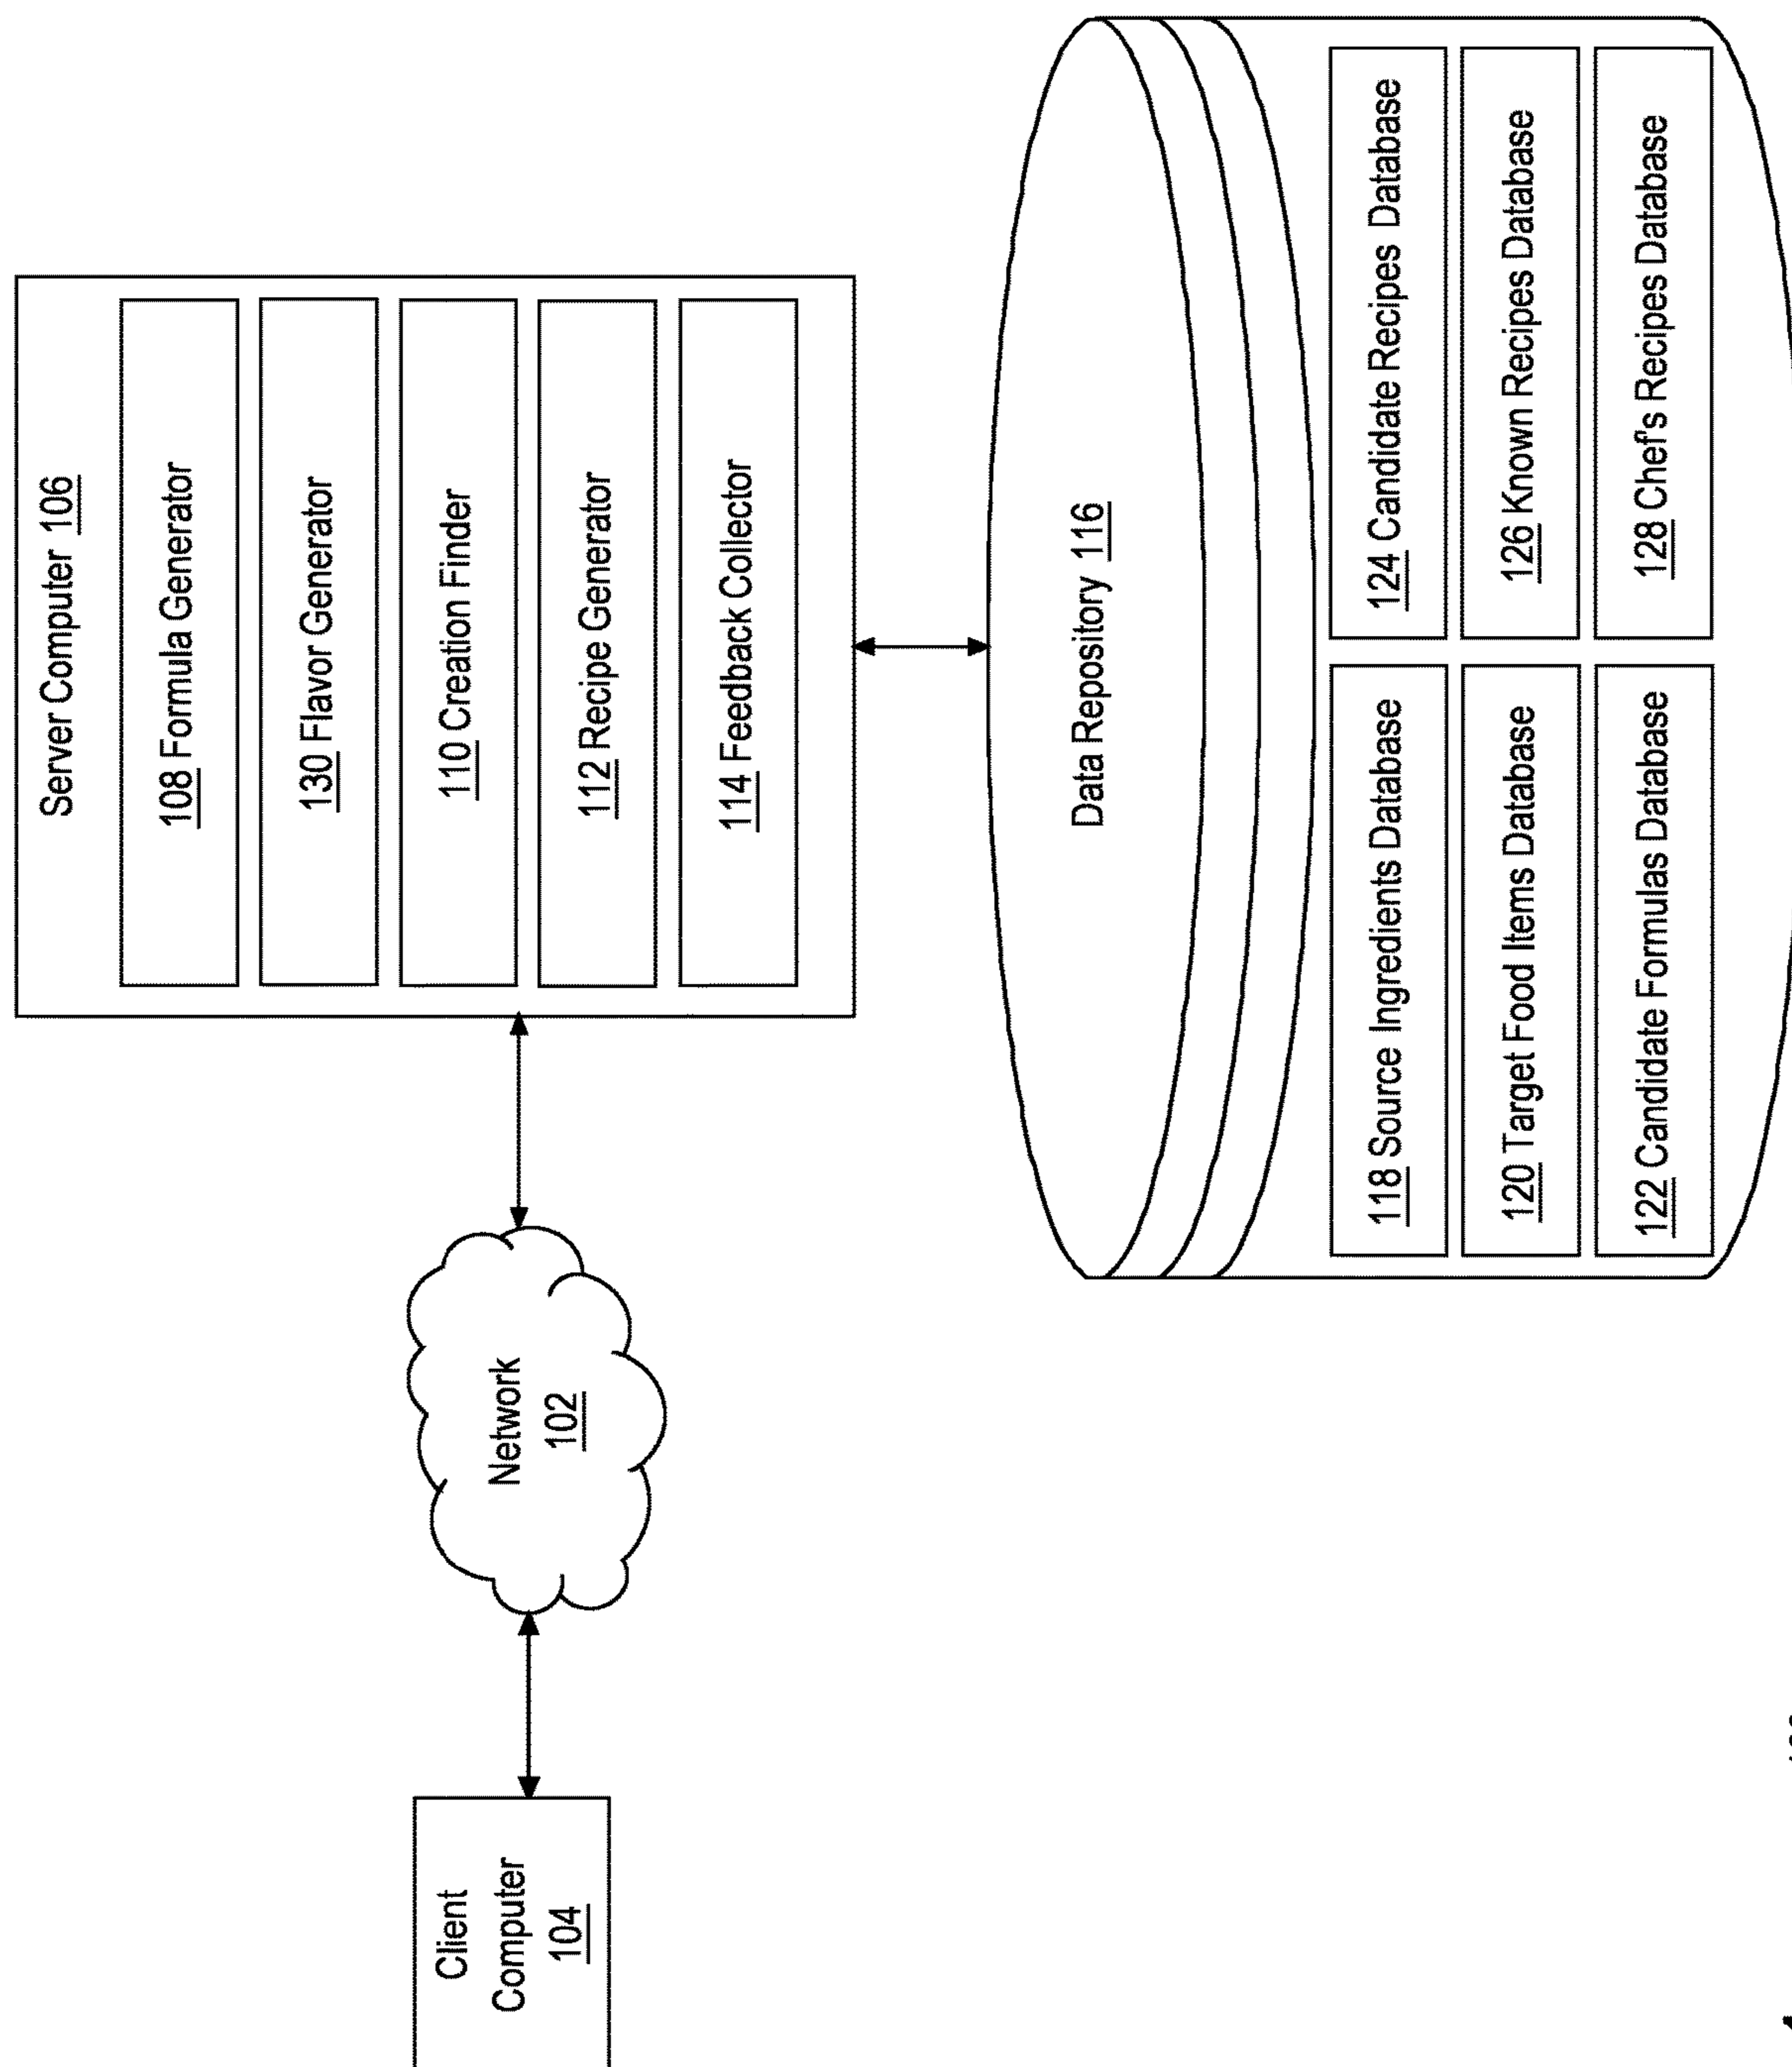 Server Computer 106
108 Formula Generator
130 Flavor Generator
110 Creation Finder
112 Recipe Generator
114 Feedback Collector
Client
Computer
104
Network
102
Data Repository 116
118 Source Ingredients Database
124 Candidate Recipes Database
120 Target Food Items Database
126 Known Recipes Database
122 Candidate Formulas Database
128 Chef's Recipes Database